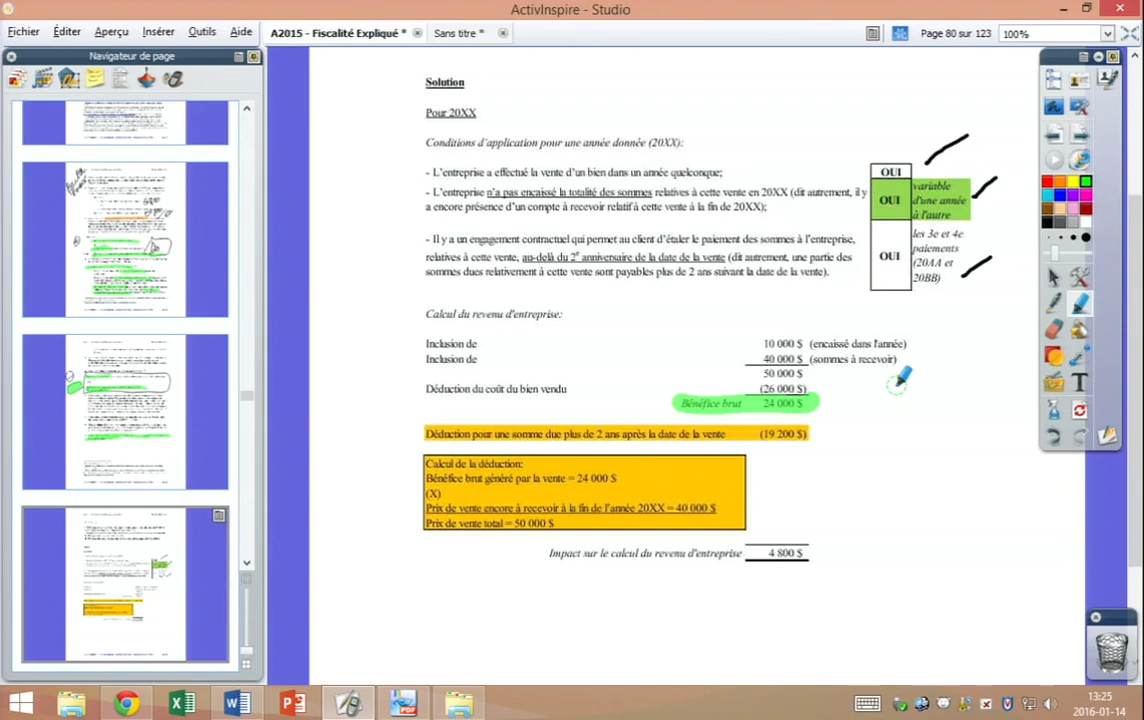 ActivInspire - Studio
Fichier Éditer Aperçu Insérer Outils Aide
A2015 - Fiscalité Expliqué *
Sans titre *
Page 80 sur 123
100%
Navigateur de page
Solution
Pour 20XX
Conditions d'application pour une année donnée (20XX):
- L'entreprise a effectué la vente d'un bien dans un année quelconque;
OUI
- L'entreprise n'a pas encaissé la totalité des sommes relatives à cette vente en 20XX (dit autrement, il y
a encore présence d'un compte à recevoir relatif à cette vente à la fin de 20XX);
OUI
variable
d'une année
à l'autre
- Il y a un engagement contractuel qui permet au client d'étaler le paiement des sommes à l'entreprise,
relatives à cette vente, au-delà du 2e anniversaire de la date de la vente (dit autrement, une partie des
sommes dues relativement à cette vente sont payables plus de 2 ans suivant la date de la vente).
OUI
les 3e et 4e
paiements
(20AA et
20BB)
Calcul du revenu d'entreprise:
Inclusion de 10 000 $ (encaissé dans l'année)
Inclusion de 40 000 $ (sommes à recevoir)
50 000 $
Déduction du coût du bien vendu (26 000 $)
Bénéfice brut 24 000 $
Déduction pour une somme due plus de 2 ans après la date de la vente (19 200 $)
Calcul de la déduction:
Bénéfice brut généré par la vente = 24 000 $
(X)
Prix de vente encore à recevoir à la fin de l'année 20XX = 40 000 $
Prix de vente total = 50 000 $
Impact sur le calcul du revenu d'entreprise 4 800 $
13:25
2016-01-14